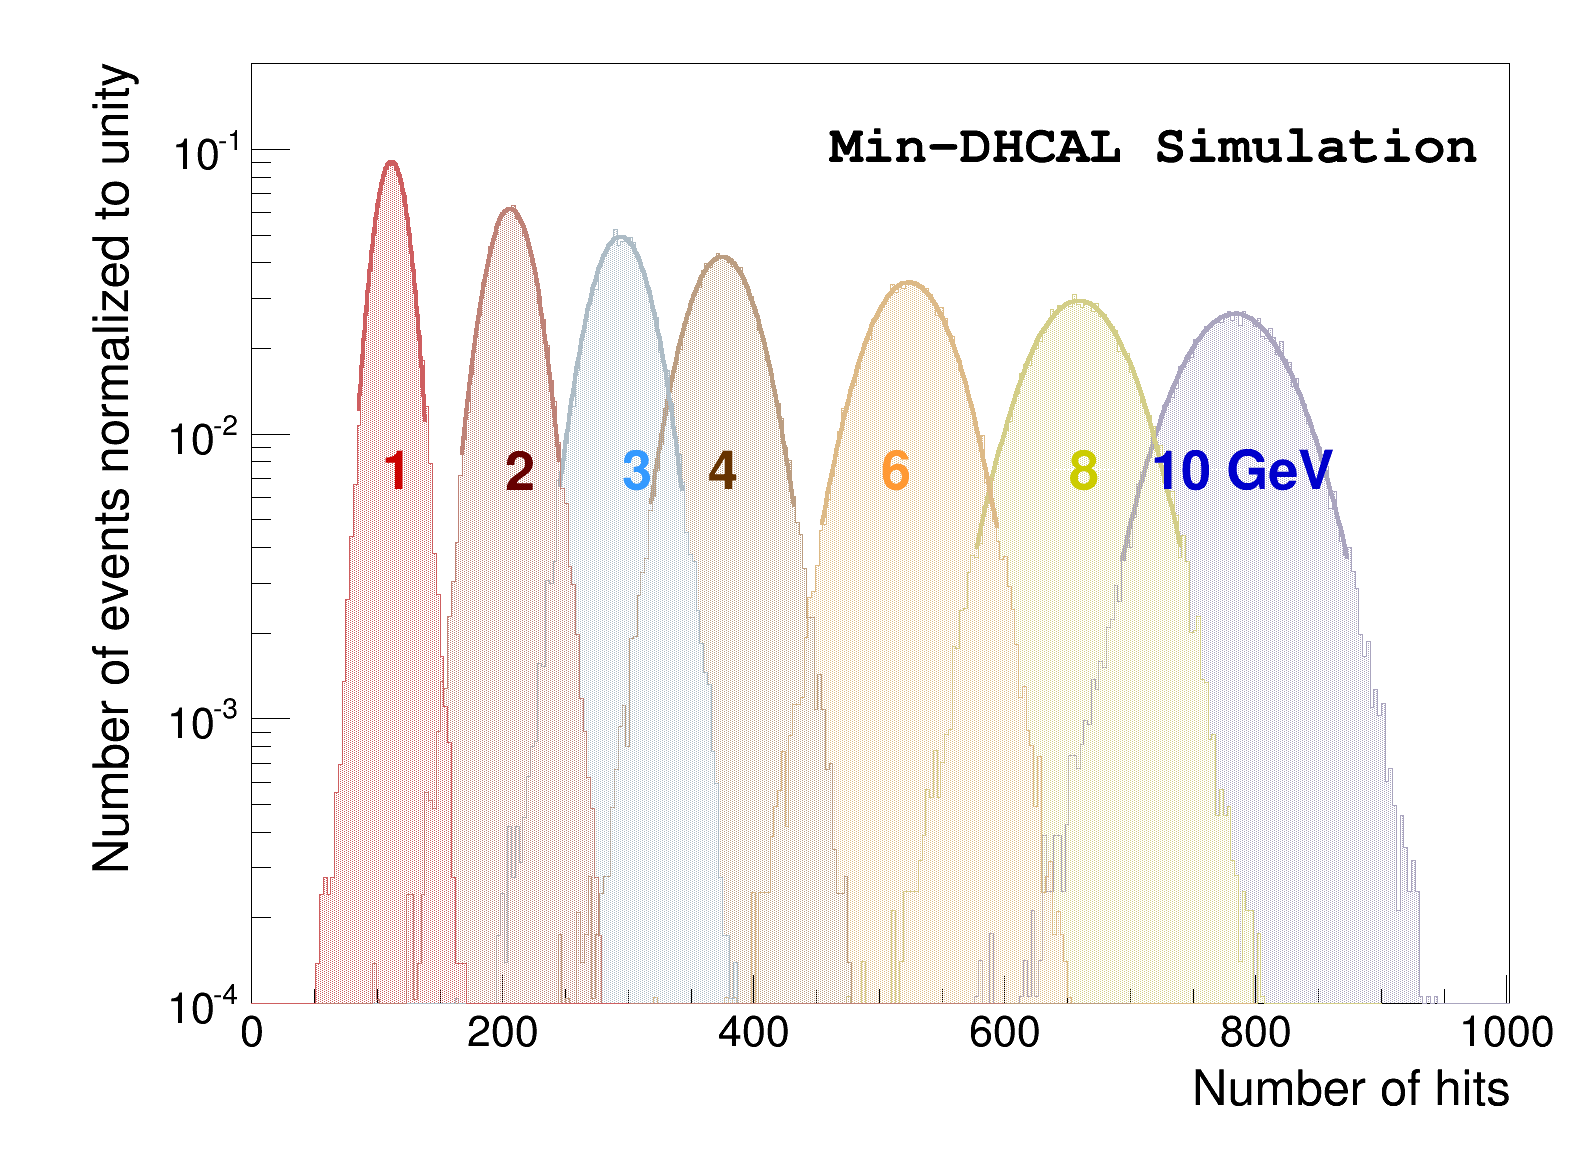 Number of events normalized to unity
Min-DHCAL Simulation
10-1
10-2
10-3
10-4
1 2 3 4 6 8 10 GeV
0 200 400 600 800 1000
Number of hits